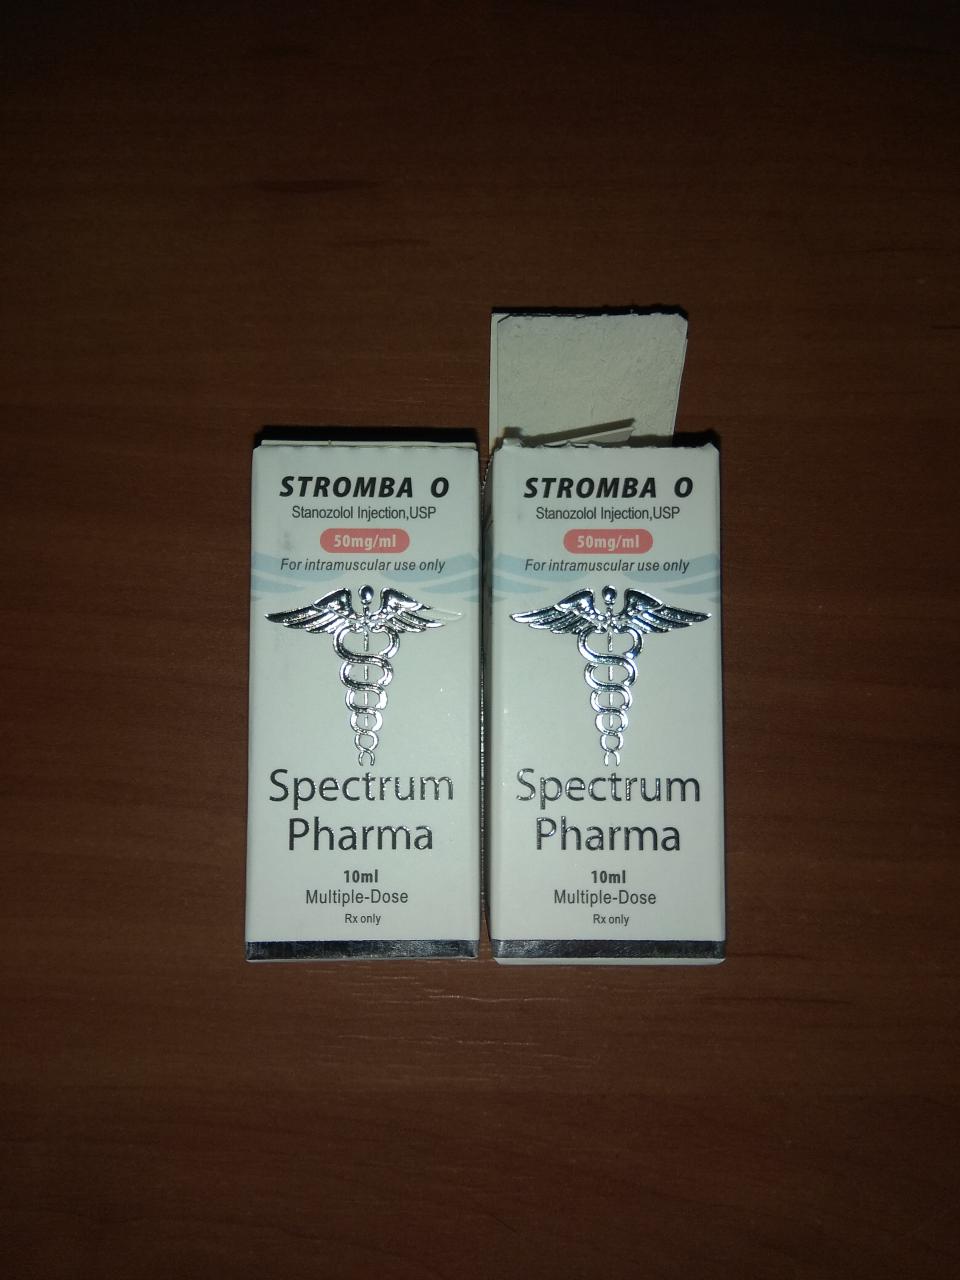 STROMBA O
Stanozolol Injection,USP
50mg/ml
For intramuscular use only
Spectrum
Pharma
10ml
Multiple-Dose
Rx only
STROMBA O
Stanozolol Injection,USP
50mg/ml
For intramuscular use only
Spectrum
Pharma
10ml
Multiple-Dose
Rx only